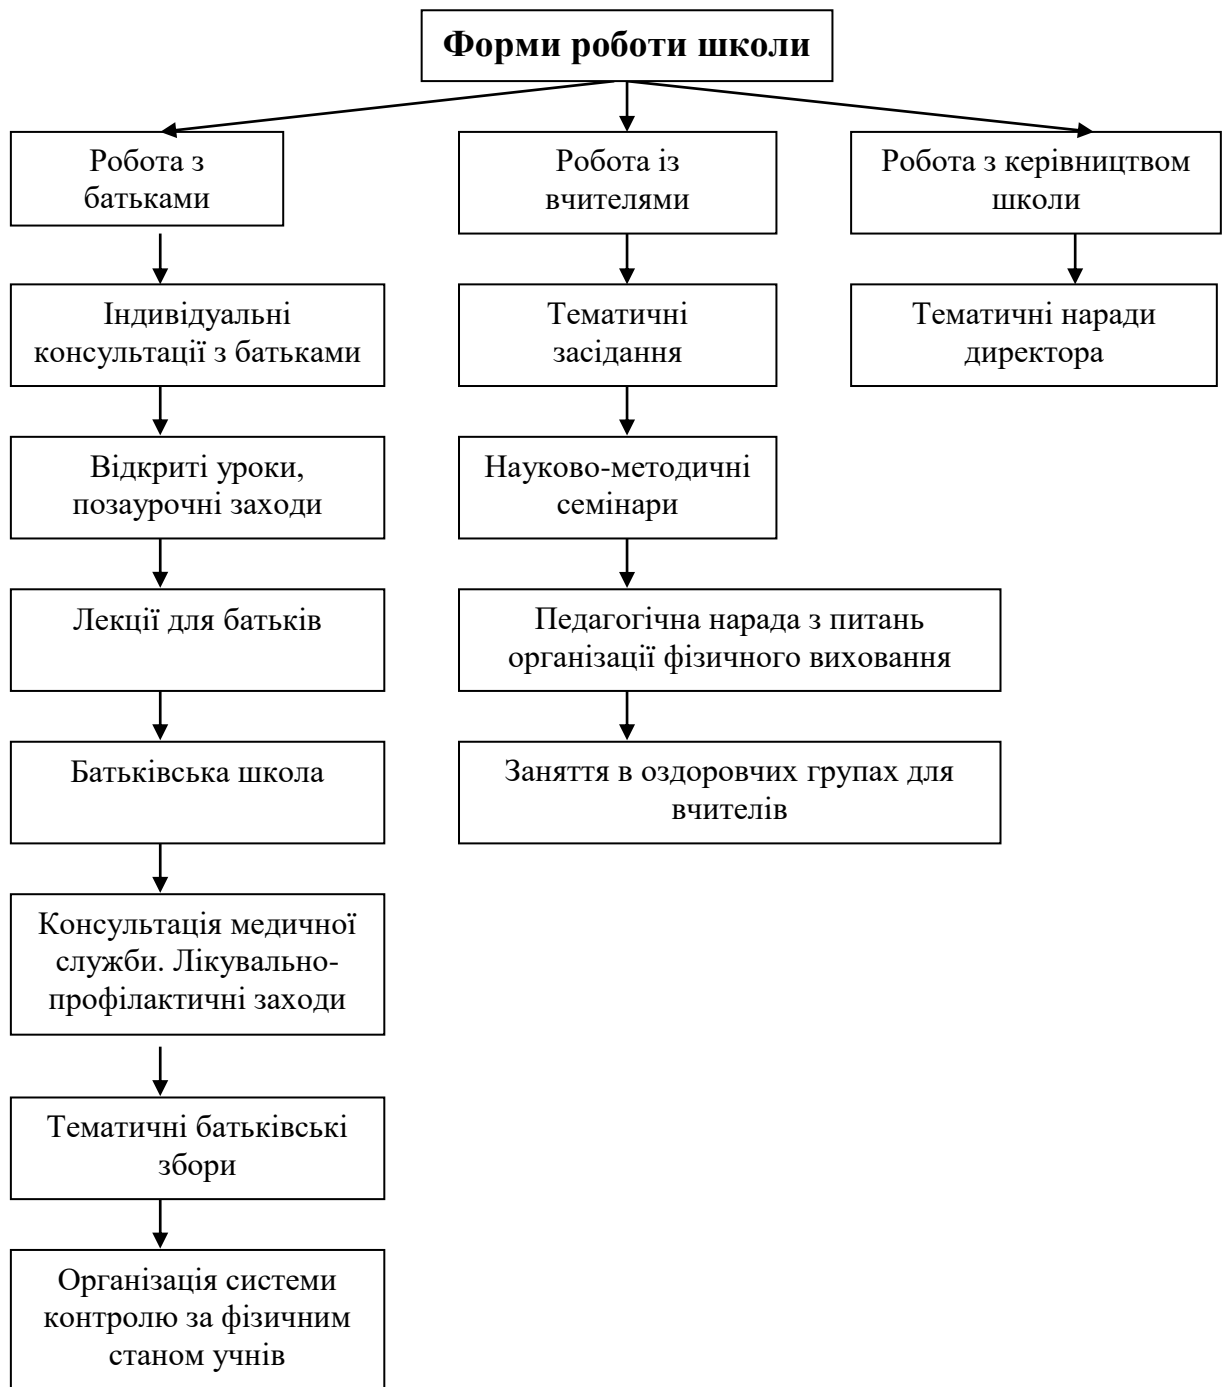 Форми роботи школи
Робота з
батьками
Робота із
вчителями
Робота з керівництвом
школи
Індивідуальні
консультації з батьками
Тематичні
засідання
Тематичні наради
директора
Відкриті уроки,
позаурочні заходи
Науково-методичні
семінари
Лекції для батьків
Педагогічна нарада з питань
організації фізичного виховання
Батьківська школа
Заняття в оздоровчих групах для
вчителів
Консультація медичної
служби. Лікувально-
профілактичні заходи
Тематичні батьківські
збори
Організація системи
контролю за фізичним
станом учнів